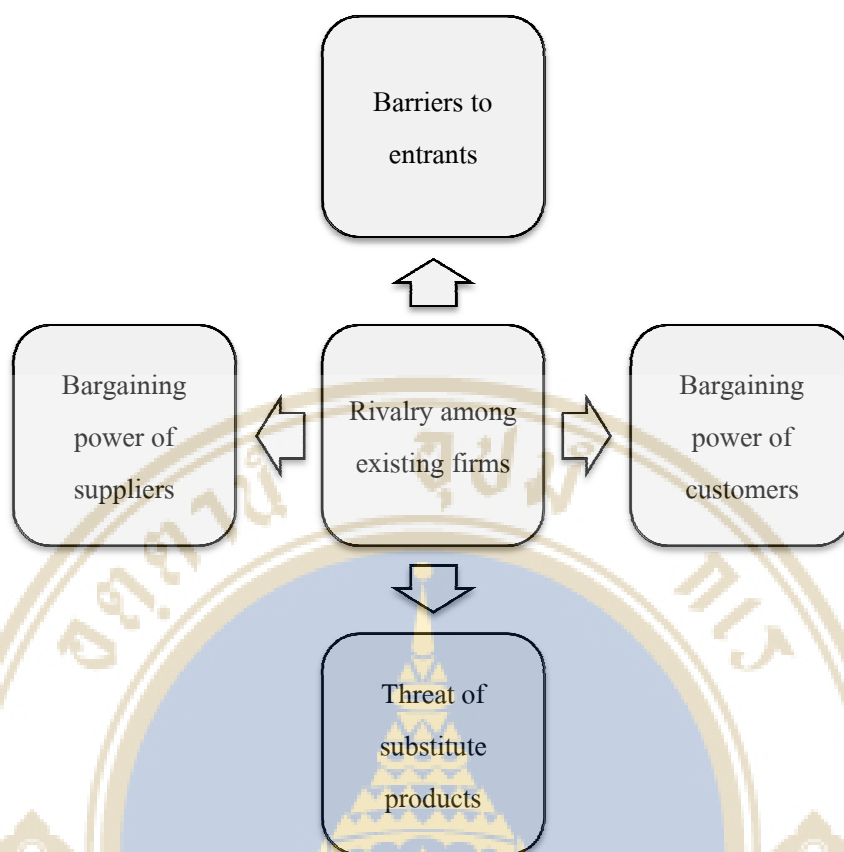 Barriers to
entrants
Bargaining
power of
suppliers
Rivalry among
existing firms
Bargaining
power of
customers
Threat of
substitute
products